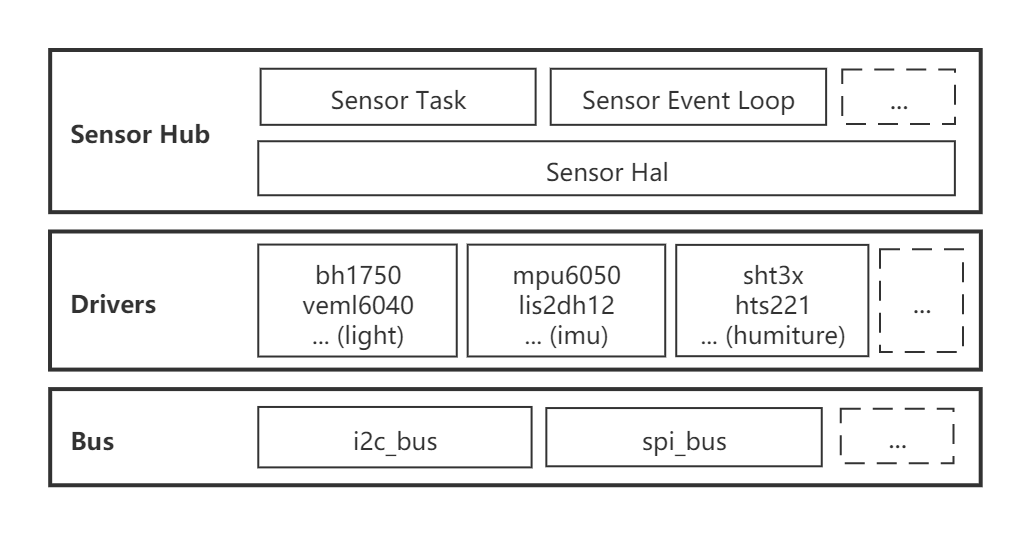 Sensor Hub
Sensor Task
Sensor Event Loop
...
Sensor Hal
Drivers
bh1750
veml6040
... (light)
mpu6050
lis2dh12
... (imu)
sht3x
hts221
... (humiture)
...
Bus
i2c_bus
spi_bus
...